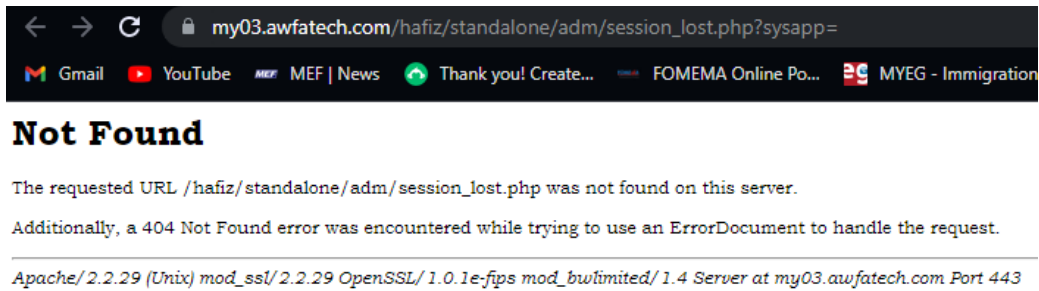 my03.awfatech.com/hafiz/standalone/adm/session_lost.php?sysapp=
Gmail YouTube MEF MEF | News Thank you! Create... FOMEMA Online Po... eg MYEG - Immigration
Not Found
The requested URL /hafiz/standalone/adm/session_lost.php was not found on this server.
Additionally, a 404 Not Found error was encountered while trying to use an ErrorDocument to handle the request.
Apache/2.2.29 (Unix) mod_ssl/2.2.29 OpenSSL/1.0.1e-fips mod_bwlimited/1.4 Server at my03.awfatech.com Port 443